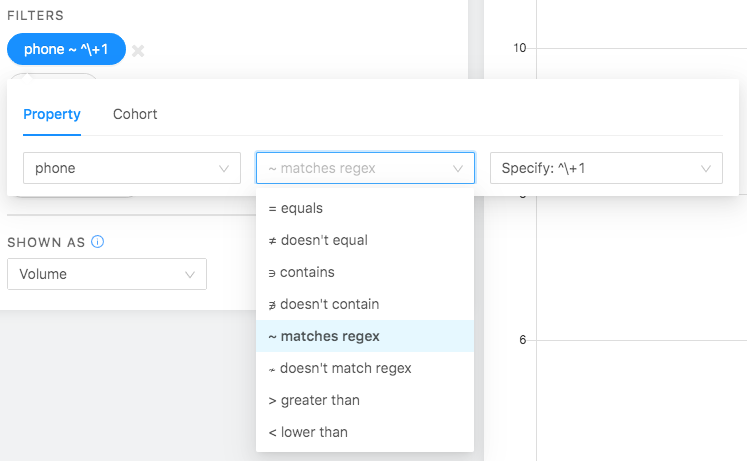 FILTERS
phone ~ ^\+1
10
Property
Cohort
phone
~ matches regex
Specify: ^\+1
= equals
≠ doesn't equal
SHOWN AS
∋ contains
Volume
∌ doesn't contain
~ matches regex
6
≁ doesn't match regex
> greater than
< lower than